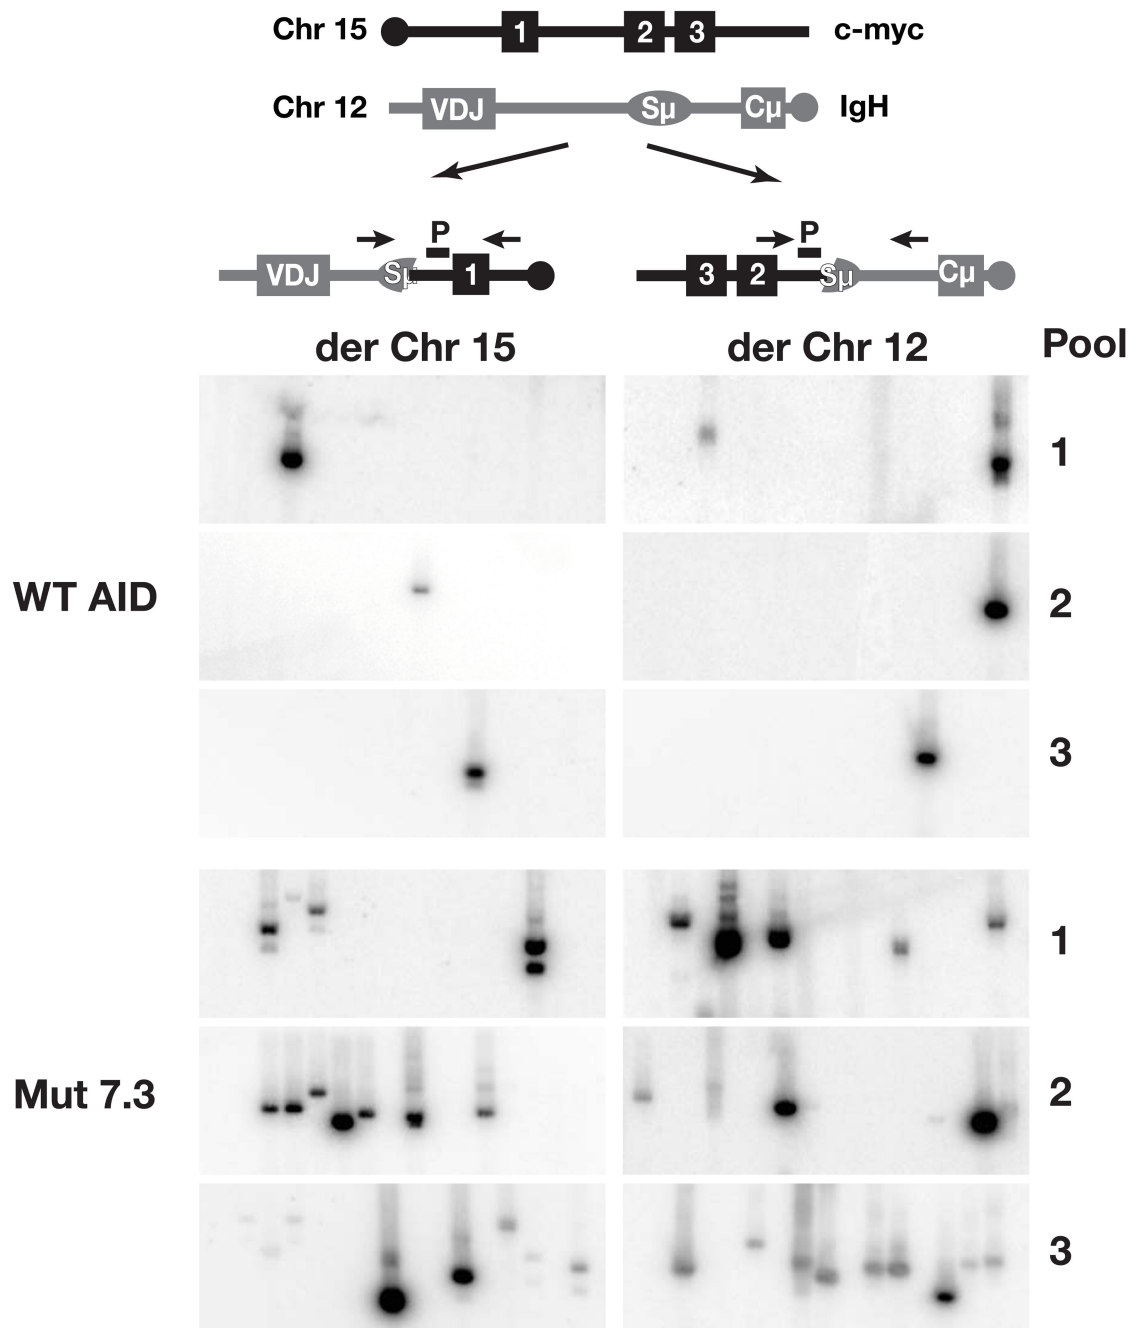 Chr 15 1 2 3 c-myc
Chr 12 VDJ Sμ Cμ IgH
P P
VDJ Sμ 1 3 2 Sμ Cμ
der Chr 15 der Chr 12 Pool
1
WT AID 2
3
1
Mut 7.3 2
3